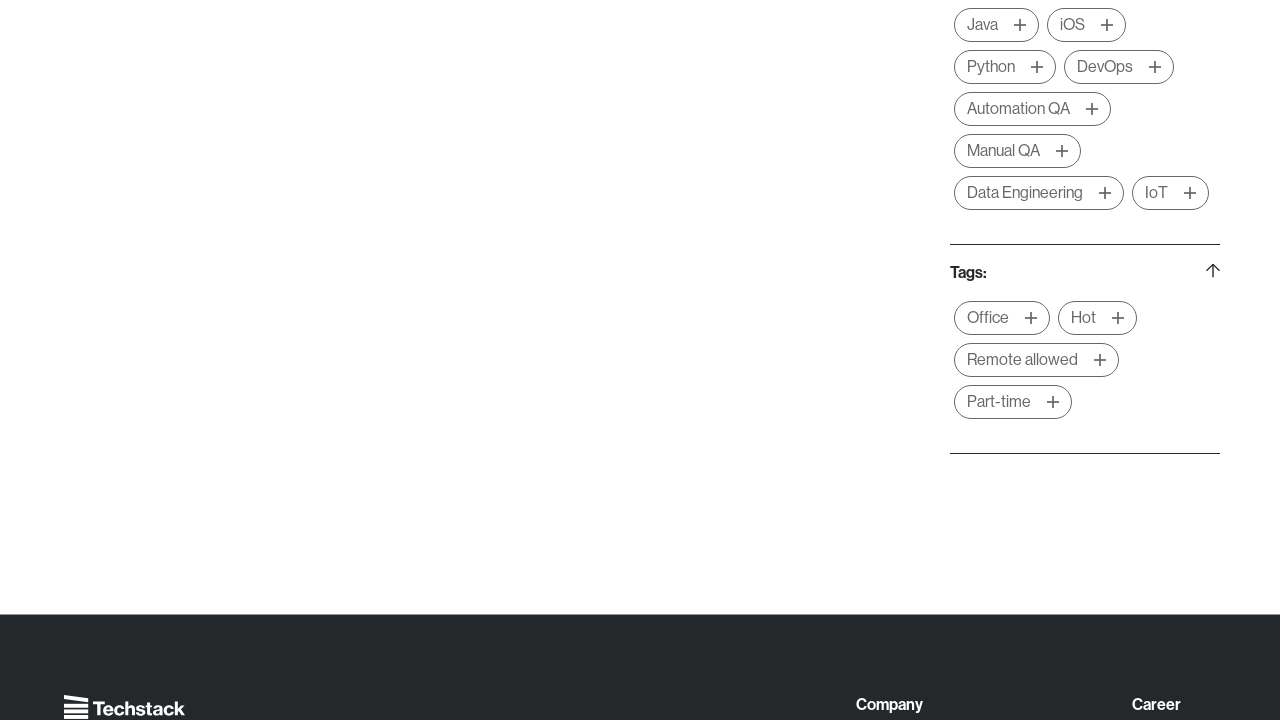 Java iOS
Python DevOps
Automation QA
Manual QA
Data Engineering IoT
Tags:
Office Hot
Remote allowed
Part-time
Techstack Company Career